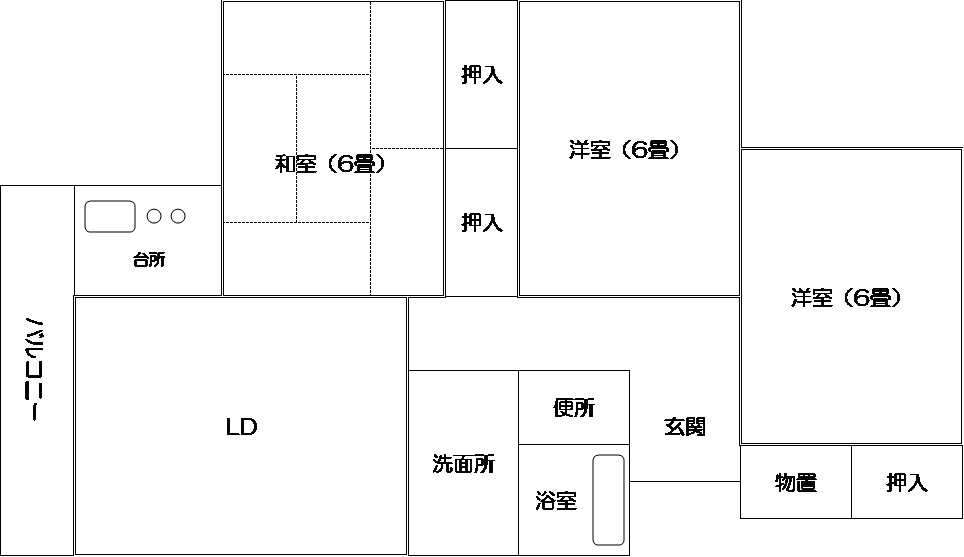 押入
洋室（6畳）
和室（6畳）
押入
台所
洋室（6畳）
バルコニー
LD
便所
玄関
洗面所
浴室
物置
押入